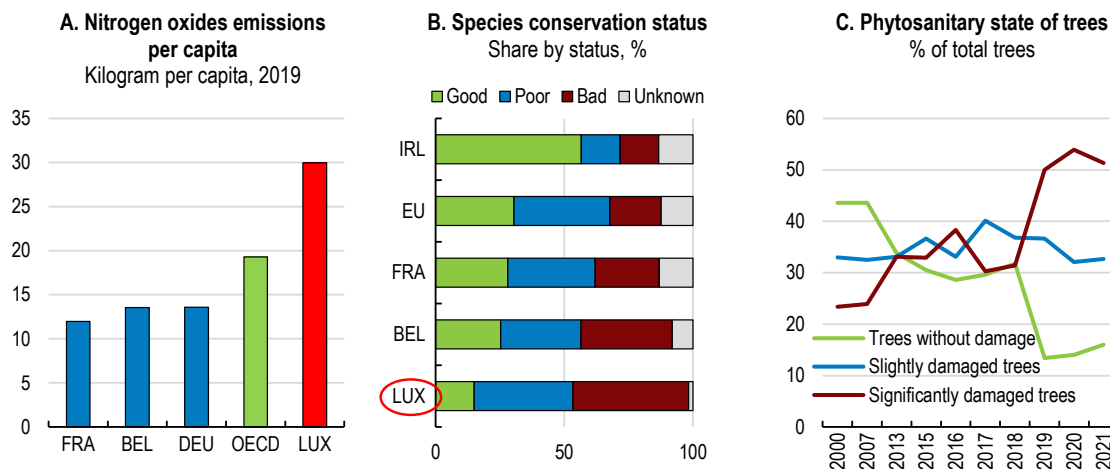 A. Nitrogen oxides emissions
per capita
Kilogram per capita, 2019
35
30
25
20
15
10
5
0
FRA BEL DEU OECD LUX
B. Species conservation status
Share by status, %
Good Poor Bad Unknown
IRL
EU
FRA
BEL
LUX
0 50 100
C. Phytosanitary state of trees
% of total trees
60
50
40
30
20
10
0
Trees without damage
Slightly damaged trees
Significantly damaged trees
2000 2007 2013 2015 2016 2017 2018 2019 2020 2021